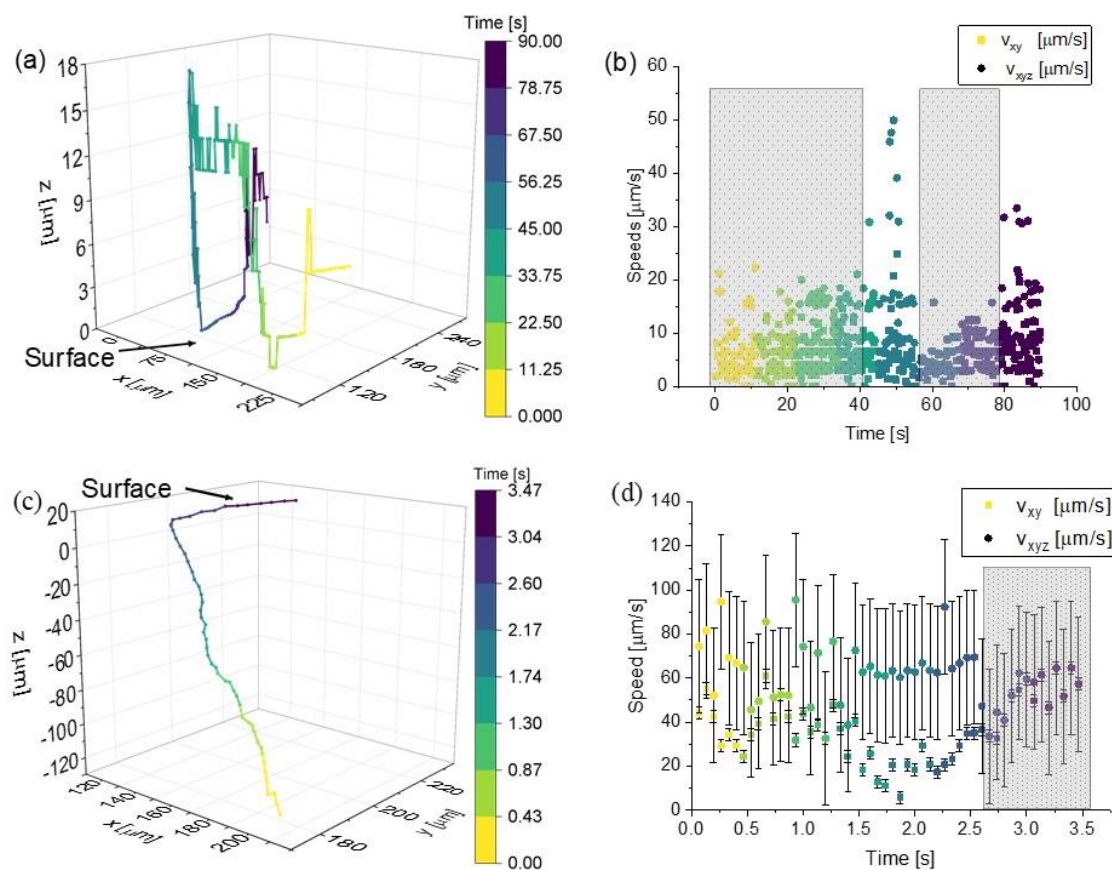 (a)
Time [s]
90.00
78.75
67.50
56.25
45.00
33.75
22.50
11.25
0.000
18
15
12
9
6
3
0
z [μm]
Surface
0
75
150
225
x [μm]
120
180
240
y [μm]
(b)
v xy [μm/s]
v xyz [μm/s]
60
50
40
30
20
10
0
Speeds [μm/s]
0 20 40 60 80 100
Time [s]
(c)
Surface
Time [s]
3.47
3.04
2.60
2.17
1.73
1.30
0.87
0.43
0.00
20
0
-20
-40
-60
-80
-100
-120
z [μm]
120
140
160
180
200
x [μm]
180
200
220
y [μm]
(d)
v xy [μm/s]
v xyz [μm/s]
140
120
100
80
60
40
20
0
Speed [μm/s]
0.0 0.5 1.0 1.5 2.0 2.5 3.0 3.5
Time [s]